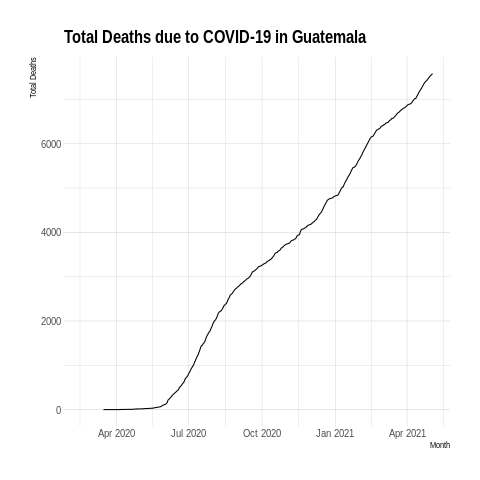 Total Deaths due to COVID-19 in Guatemala
Total Deaths
6000
4000
2000
0
Apr 2020 Jul 2020 Oct 2020 Jan 2021 Apr 2021
Month